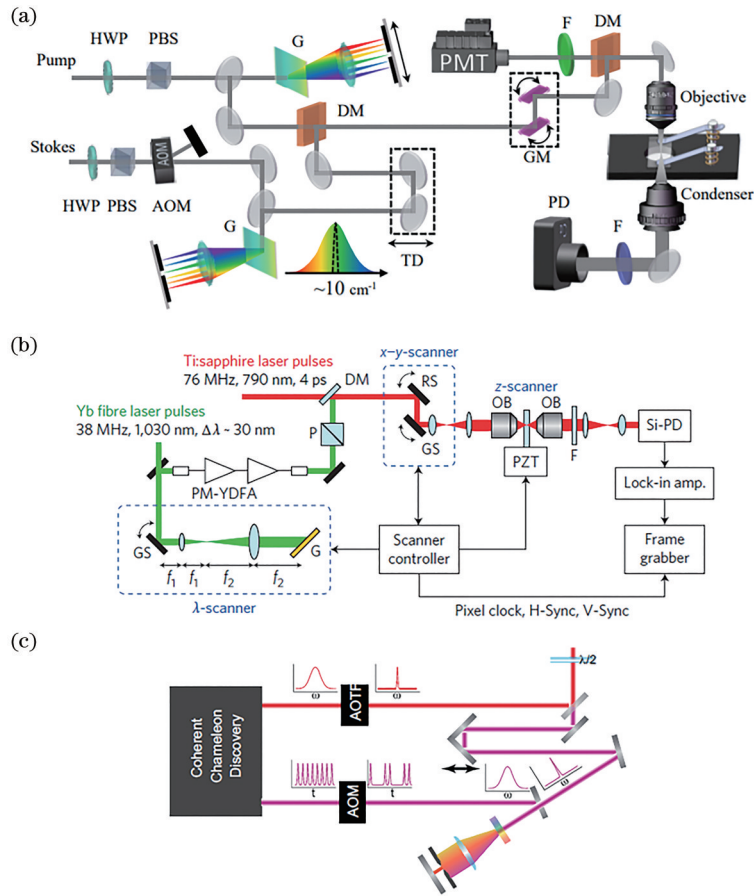 (a)
HWP
PBS
G
Pump
PMT
F
DM
Objective
DM
GM
Stokes
AOM
HWP
PBS
AOM
G
TD
~10 cm⁻¹
PD
F
Condenser
(b)
Ti:sapphire laser pulses
76 MHz, 790 nm, 4 ps
DM
x–y-scanner
RS
GS
z-scanner
OB
OB
Si-PD
F
PZT
Yb fibre laser pulses
38 MHz, 1,030 nm, Δλ ~ 30 nm
P
PM-YDFA
Lock-in amp.
GS
G
f₁
f₁
f₂
f₂
λ-scanner
Scanner
controller
Frame
grabber
Pixel clock, H-Sync, V-Sync
(c)
λ/2
ω
ω
AOTF
Coherent
Chameleon
Discovery
t
t
AOM
ω
ω